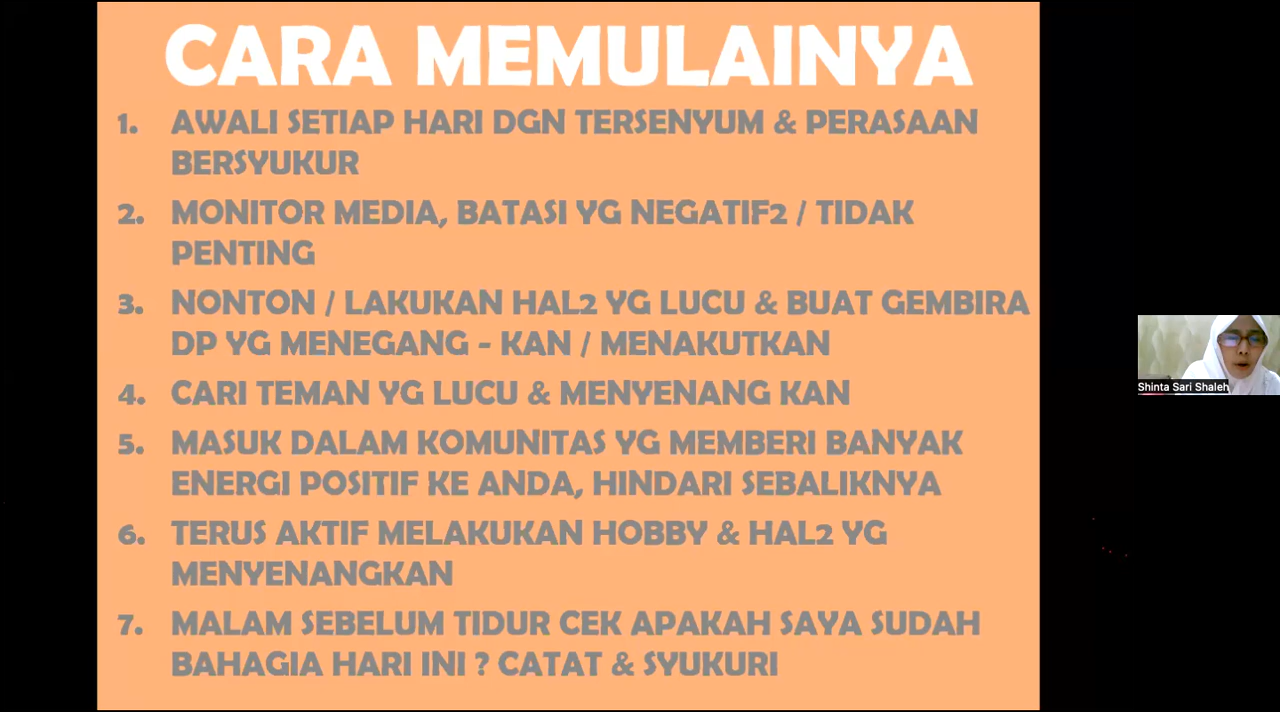 CARA MEMULAINYA
1. AWALI SETIAP HARI DGN TERSENYUM & PERASAAN
BERSYUKUR
2. MONITOR MEDIA, BATASI YG NEGATIF2 / TIDAK
PENTING
3. NONTON / LAKUKAN HAL2 YG LUCU & BUAT GEMBIRA
DP YG MENEGANG - KAN / MENAKUTKAN
4. CARI TEMAN YG LUCU & MENYENANG KAN
5. MASUK DALAM KOMUNITAS YG MEMBERI BANYAK
ENERGI POSITIF KE ANDA, HINDARI SEBALIKNYA
6. TERUS AKTIF MELAKUKAN HOBBY & HAL2 YG
MENYENANGKAN
7. MALAM SEBELUM TIDUR CEK APAKAH SAYA SUDAH
BAHAGIA HARI INI ? CATAT & SYUKURI
Shinta Sari Shaleh